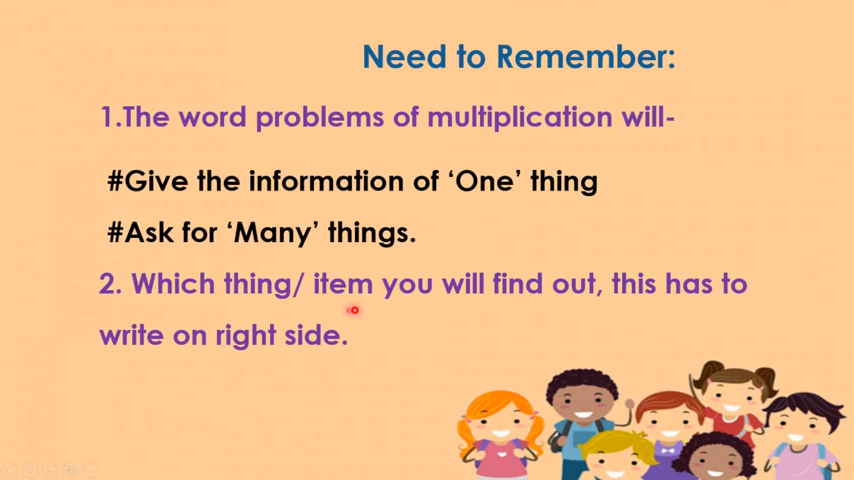 Need to Remember:
1.The word problems of multiplication will-
#Give the information of ‘One’ thing
#Ask for ‘Many’ things.
2. Which thing/ item you will find out, this has to
write on right side.